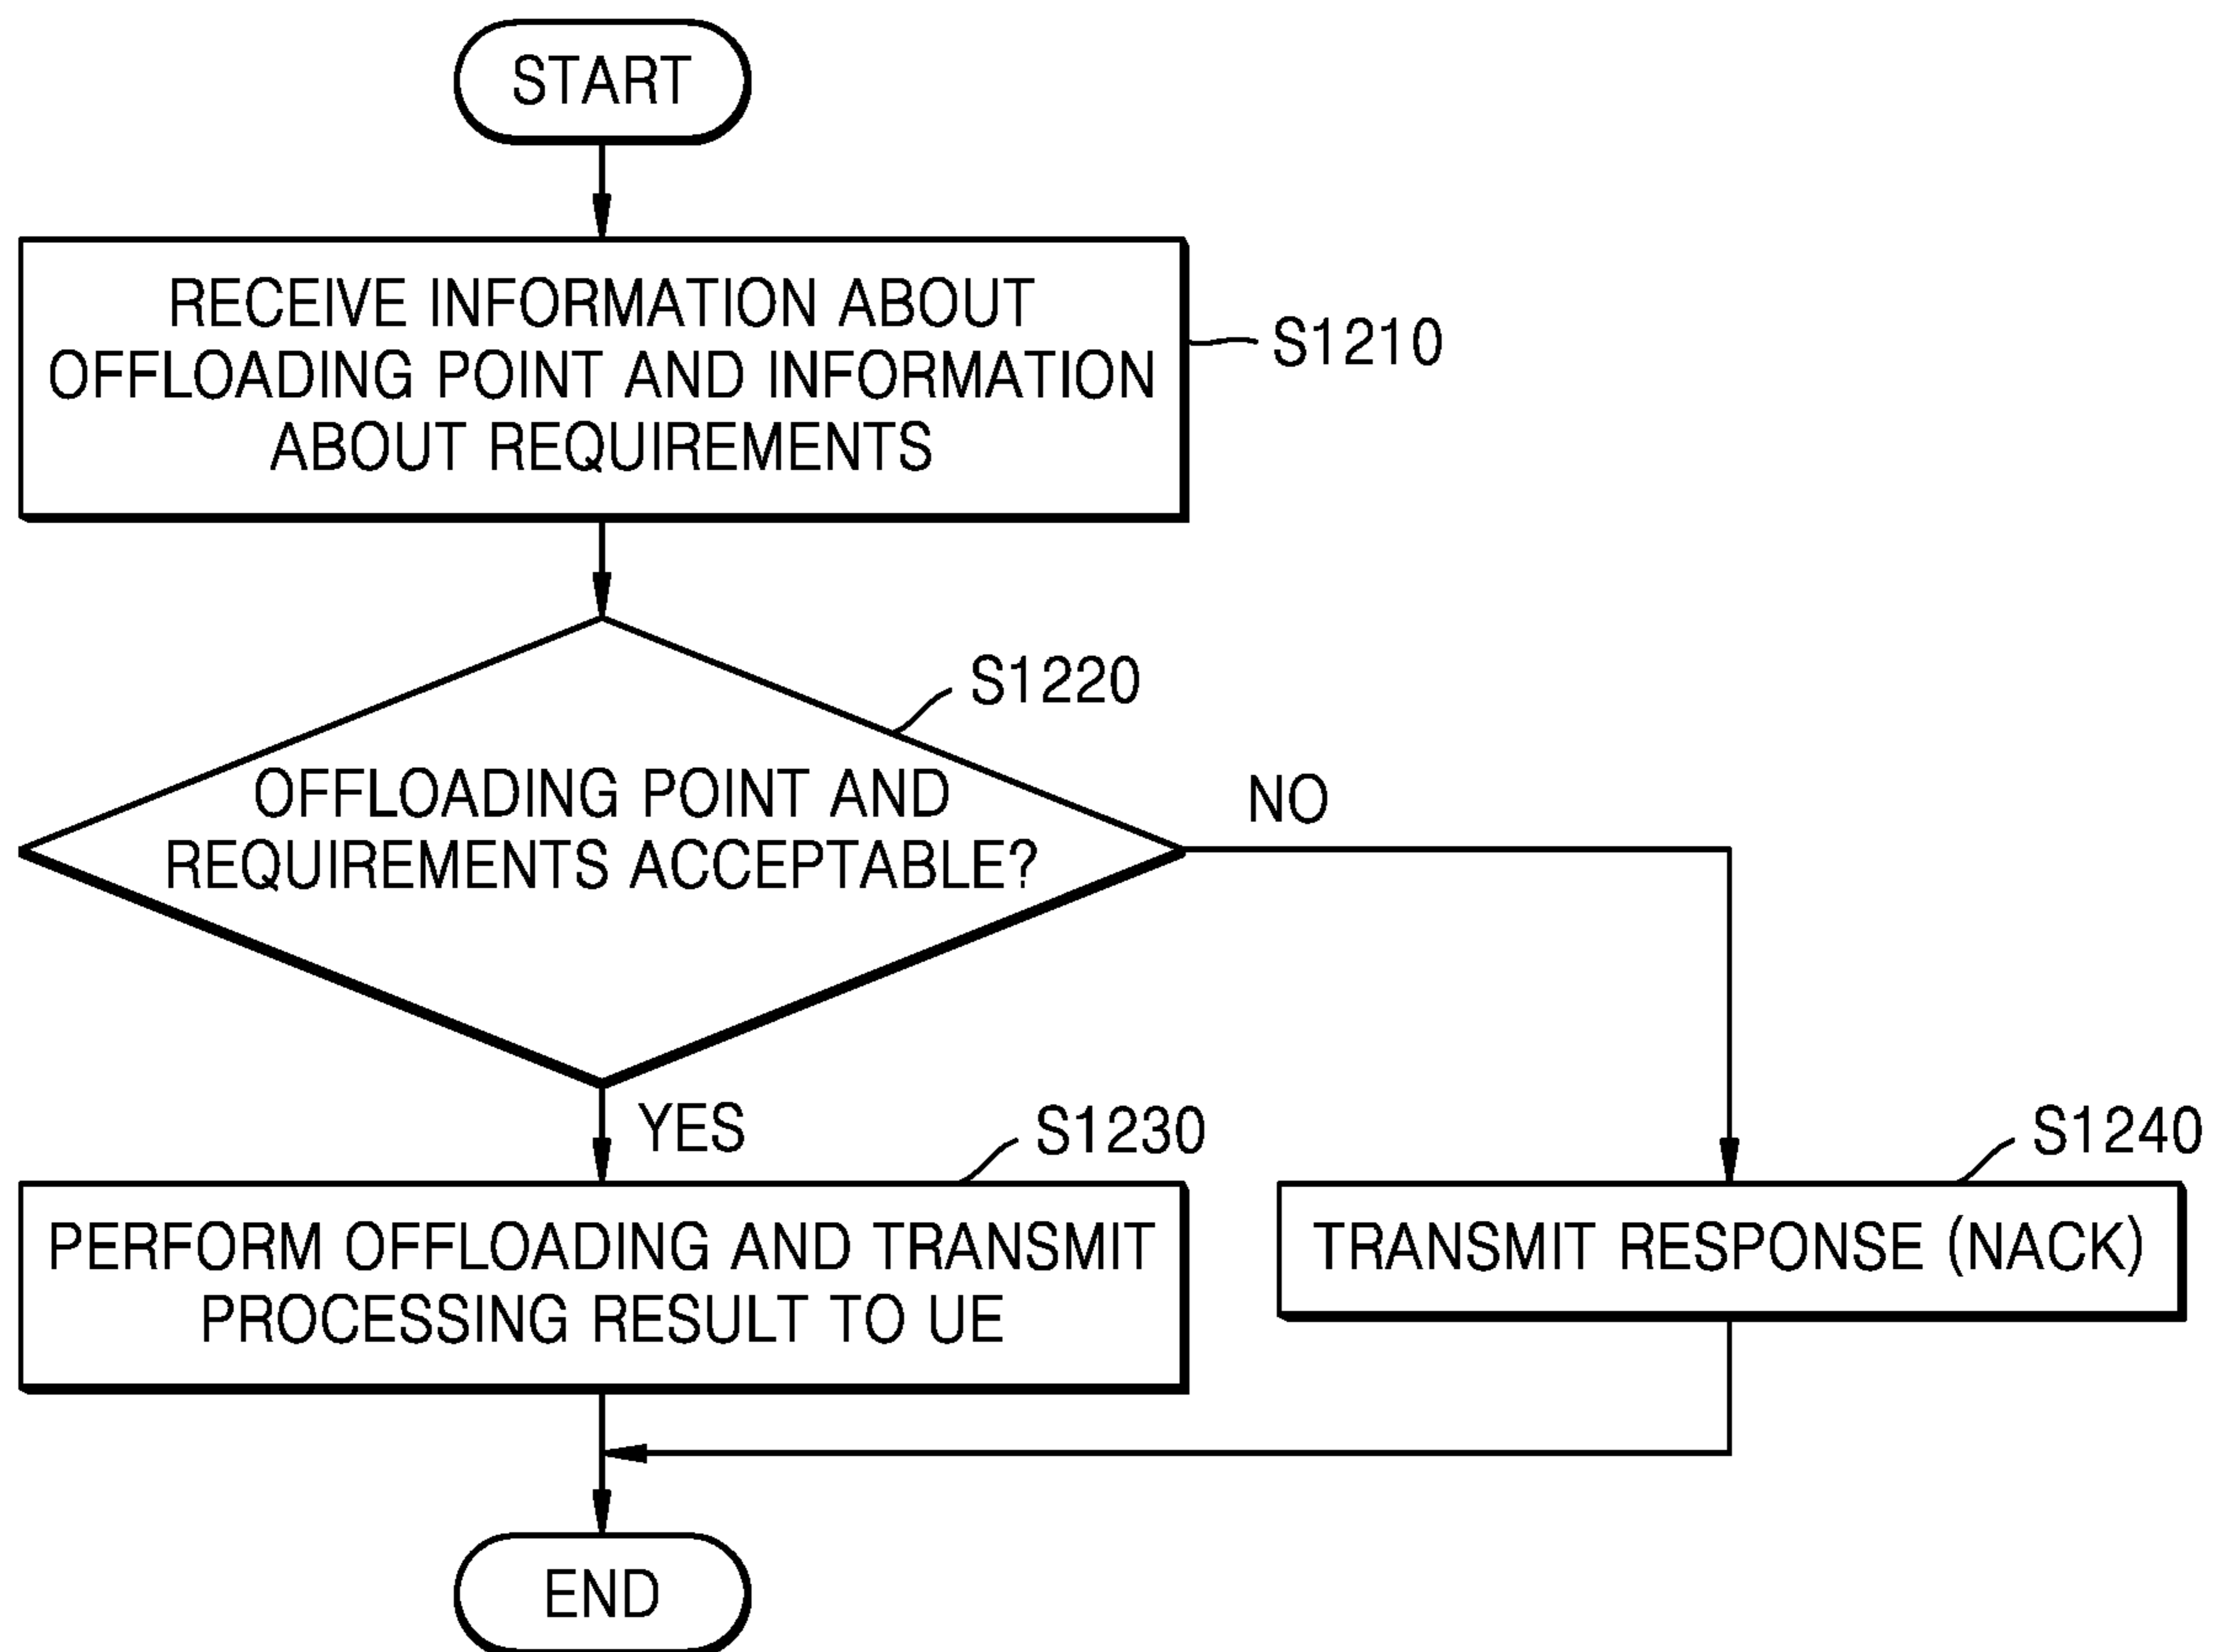 START
RECEIVE INFORMATION ABOUT
OFFLOADING POINT AND INFORMATION
ABOUT REQUIREMENTS
S1210
S1220
OFFLOADING POINT AND
REQUIREMENTS ACCEPTABLE?
NO
YES
S1230
PERFORM OFFLOADING AND TRANSMIT
PROCESSING RESULT TO UE
S1240
TRANSMIT RESPONSE (NACK)
END